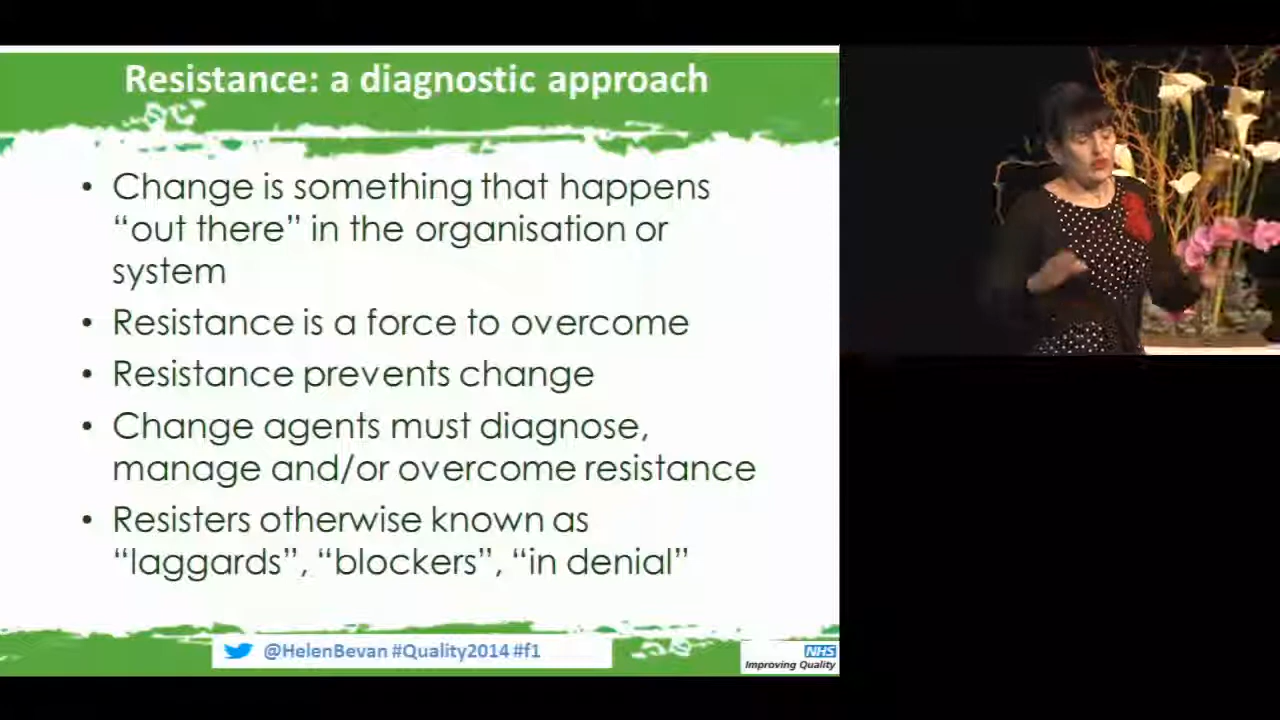 Resistance: a diagnostic approach
• Change is something that happens
“out there” in the organisation or
system
• Resistance is a force to overcome
• Resistance prevents change
• Change agents must diagnose,
manage and/or overcome resistance
• Resisters otherwise known as
“laggards”, “blockers”, “in denial”
@HelenBevan #Quality2014 #f1
NHS
Improving Quality